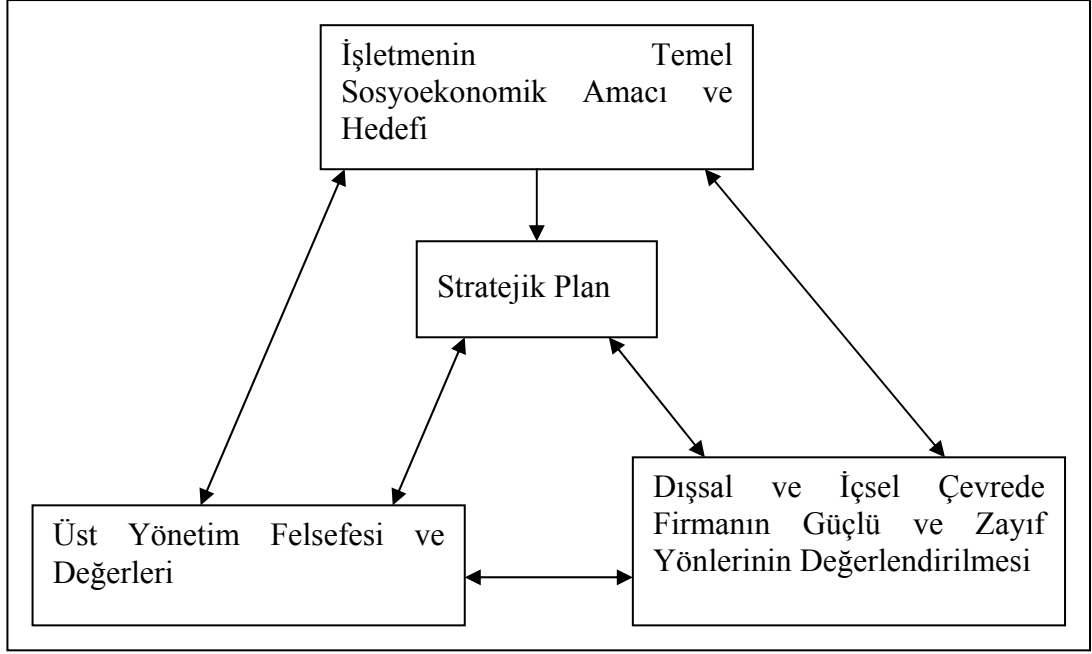 İşletmenin Temel
Sosyoekonomik Amacı ve
Hedefi
Stratejik Plan
Üst Yönetim Felsefesi ve
Değerleri
Dışsal ve İçsel Çevrede
Firmanın Güçlü ve Zayıf
Yönlerinin Değerlendirilmesi